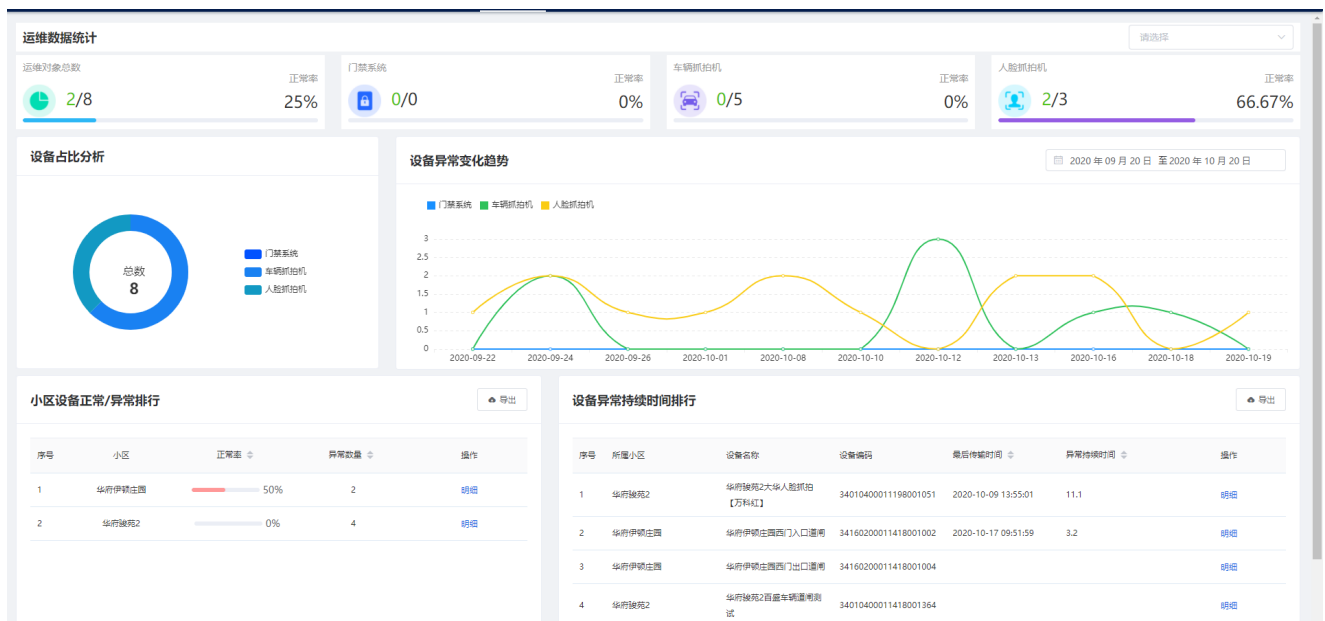 运维数据统计
请选择
运维对象总数
正常率
2/8
25%
门禁系统
正常率
0/0
0%
车辆抓拍机
正常率
0/5
0%
人脸抓拍机
正常率
2/3
66.67%
设备占比分析
总数
8
门禁系统
车辆抓拍机
人脸抓拍机
设备异常变化趋势
2020 年 09 月 20 日 至 2020 年 10 月 20 日
门禁系统 车辆抓拍机 人脸抓拍机
3
2.5
2
1.5
1
0.5
0
2020-09-22 2020-09-24 2020-09-26 2020-10-01 2020-10-08 2020-10-10 2020-10-12 2020-10-13 2020-10-16 2020-10-18 2020-10-19
小区设备正常/异常排行
导出
序号 小区 正常率 异常数量 操作
1 华府伊顿庄园 50% 2 明细
2 华府骏苑2 0% 4 明细
设备异常持续时间排行
导出
序号 所属小区 设备名称 设备编码 最后传输时间 异常持续时间 操作
1 华府骏苑2 华府骏苑2大华人脸抓拍 34010400011198001051 2020-10-09 13:55:01 11.1 明细
【万科红】
2 华府伊顿庄园 华府伊顿庄园西门入口道闸 34160200011418001002 2020-10-17 09:51:59 3.2 明细
3 华府伊顿庄园 华府伊顿庄园西门出口道闸 34160200011418001004 明细
4 华府骏苑2 华府骏苑2百盛车辆道闸测 34010400011418001364 明细
试